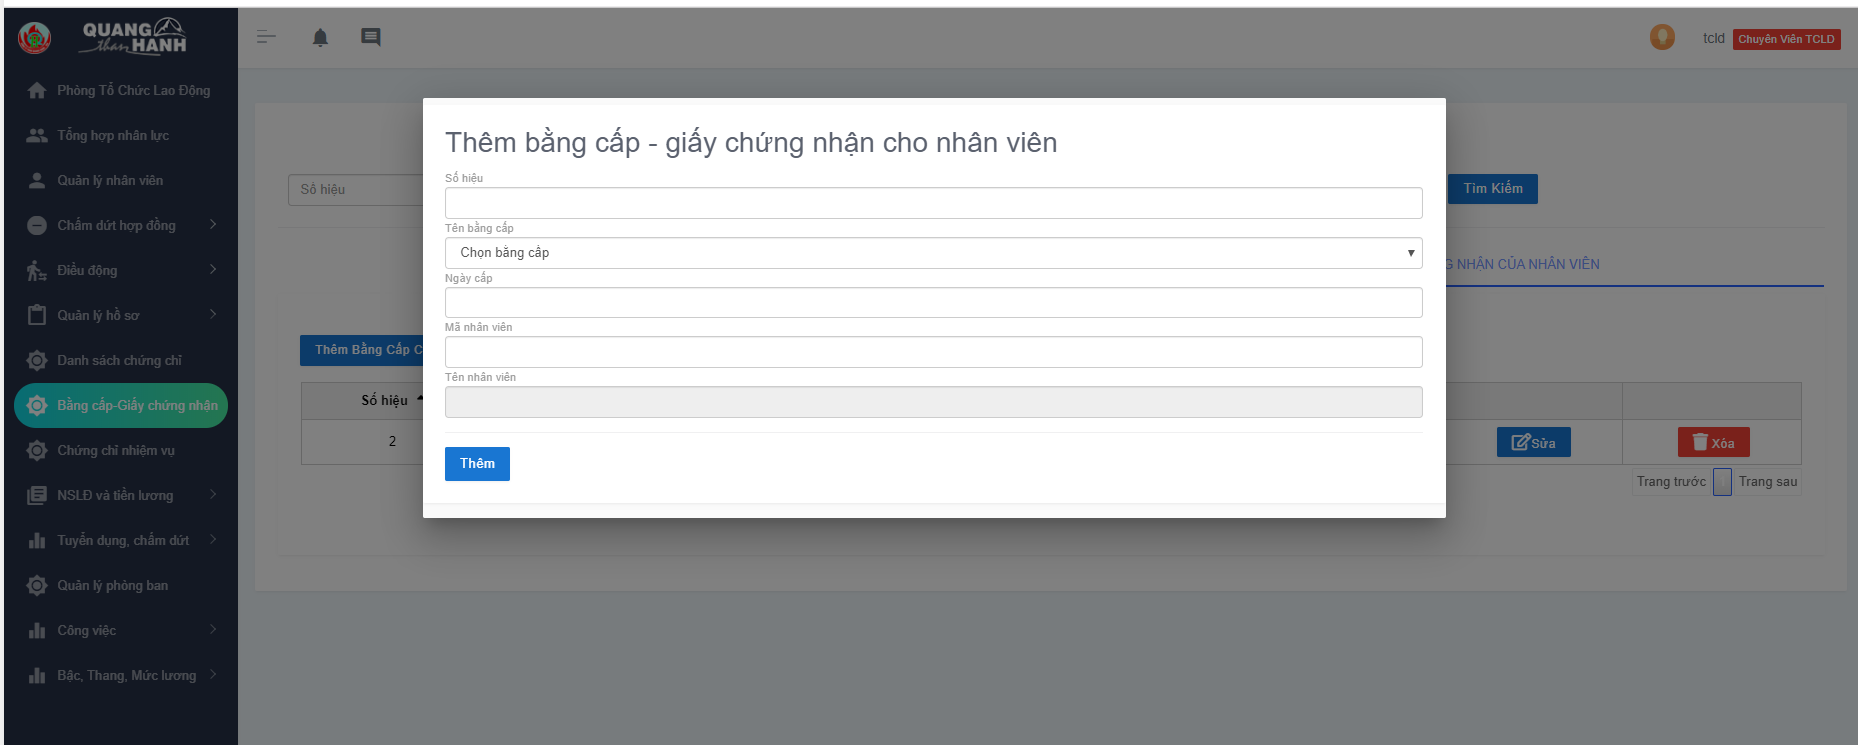 QUANG
than HANH
tcld
Chuyên Viên TCLD
Phòng Tổ Chức Lao Động
Tổng hợp nhân lực
Quản lý nhân viên
Chấm dứt hợp đồng
Điều động
Quản lý hồ sơ
Danh sách chứng chỉ
Bằng cấp-Giấy chứng nhận
Chứng chỉ nhiệm vụ
NSLĐ và tiền lương
Tuyển dụng, chấm dứt
Quản lý phòng ban
Công việc
Bậc, Thang, Mức lương
Số hiệu
Tìm Kiếm
NHẬN CỦA NHÂN VIÊN
Thêm Bằng Cấp C
Số hiệu
2
Sửa
Xóa
Trang trước
Trang sau
Thêm bằng cấp - giấy chứng nhận cho nhân viên
Số hiệu
Tên bằng cấp
Chọn bằng cấp
Ngày cấp
Mã nhân viên
Tên nhân viên
Thêm